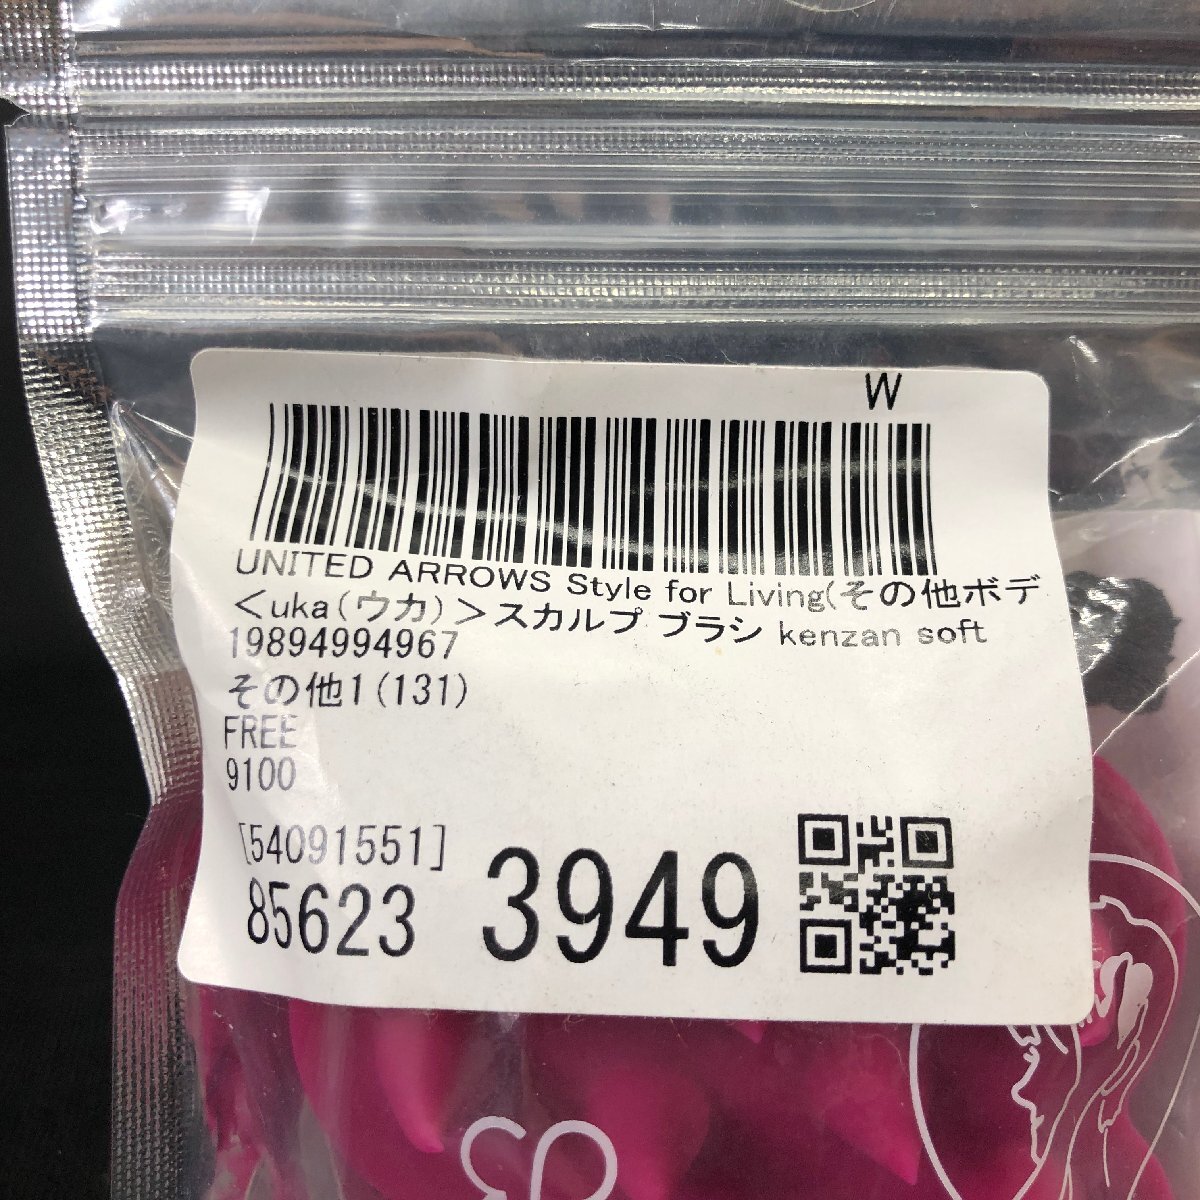 W
UNITED ARROWS Style for Living(その他ボデ
＜uka(ウカ)＞スカルプ ブラシ kenzan soft
19894994967
その他1(131)
FREE
9100
[54091551]
85623 3949